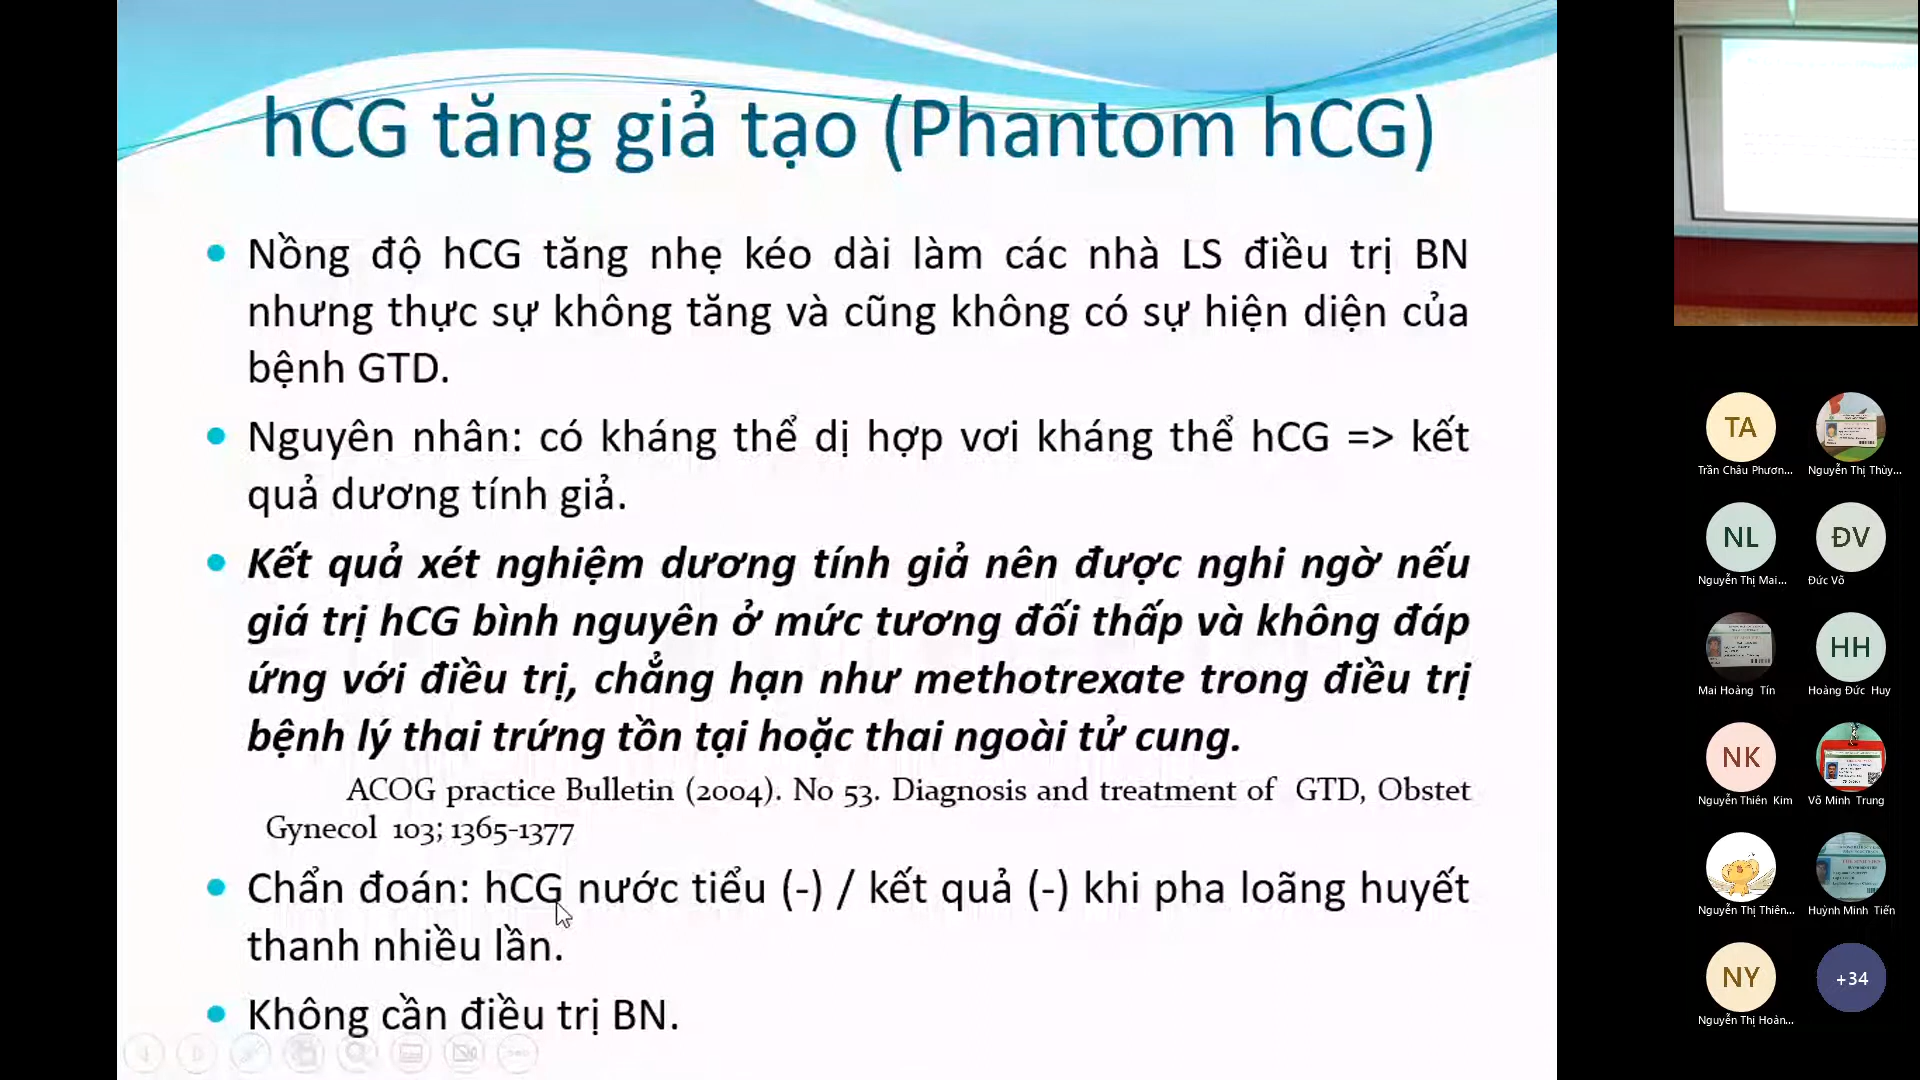 hCG tăng giả tạo (Phantom hCG)
Nồng độ hCG tăng nhẹ kéo dài làm các nhà LS điều trị BN
nhưng thực sự không tăng và cũng không có sự hiện diện của
bệnh GTD.
Nguyên nhân: có kháng thể dị hợp vơi kháng thể hCG => kết
quả dương tính giả.
Kết quả xét nghiệm dương tính giả nên được nghi ngờ nếu
giá trị hCG bình nguyên ở mức tương đối thấp và không đáp
ứng với điều trị, chẳng hạn như methotrexate trong điều trị
bệnh lý thai trứng tồn tại hoặc thai ngoài tử cung.
ACOG practice Bulletin (2004). No 53. Diagnosis and treatment of GTD, Obstet
Gynecol 103; 1365-1377
Chẩn đoán: hCG nước tiểu (-) / kết quả (-) khi pha loãng huyết
thanh nhiều lần.
Không cần điều trị BN.
TA
Trần Châu Phươn...
Nguyễn Thị Thùy...
NL
ĐV
Nguyễn Thị Mai...
Đức Võ
HH
Mai Hoàng Tín
Hoàng Đức Huy
NK
Nguyễn Thiên Kim
Võ Minh Trung
Nguyễn Thị Thiên...
Huỳnh Minh Tiến
NY
+34
Nguyễn Thị Hoàn...